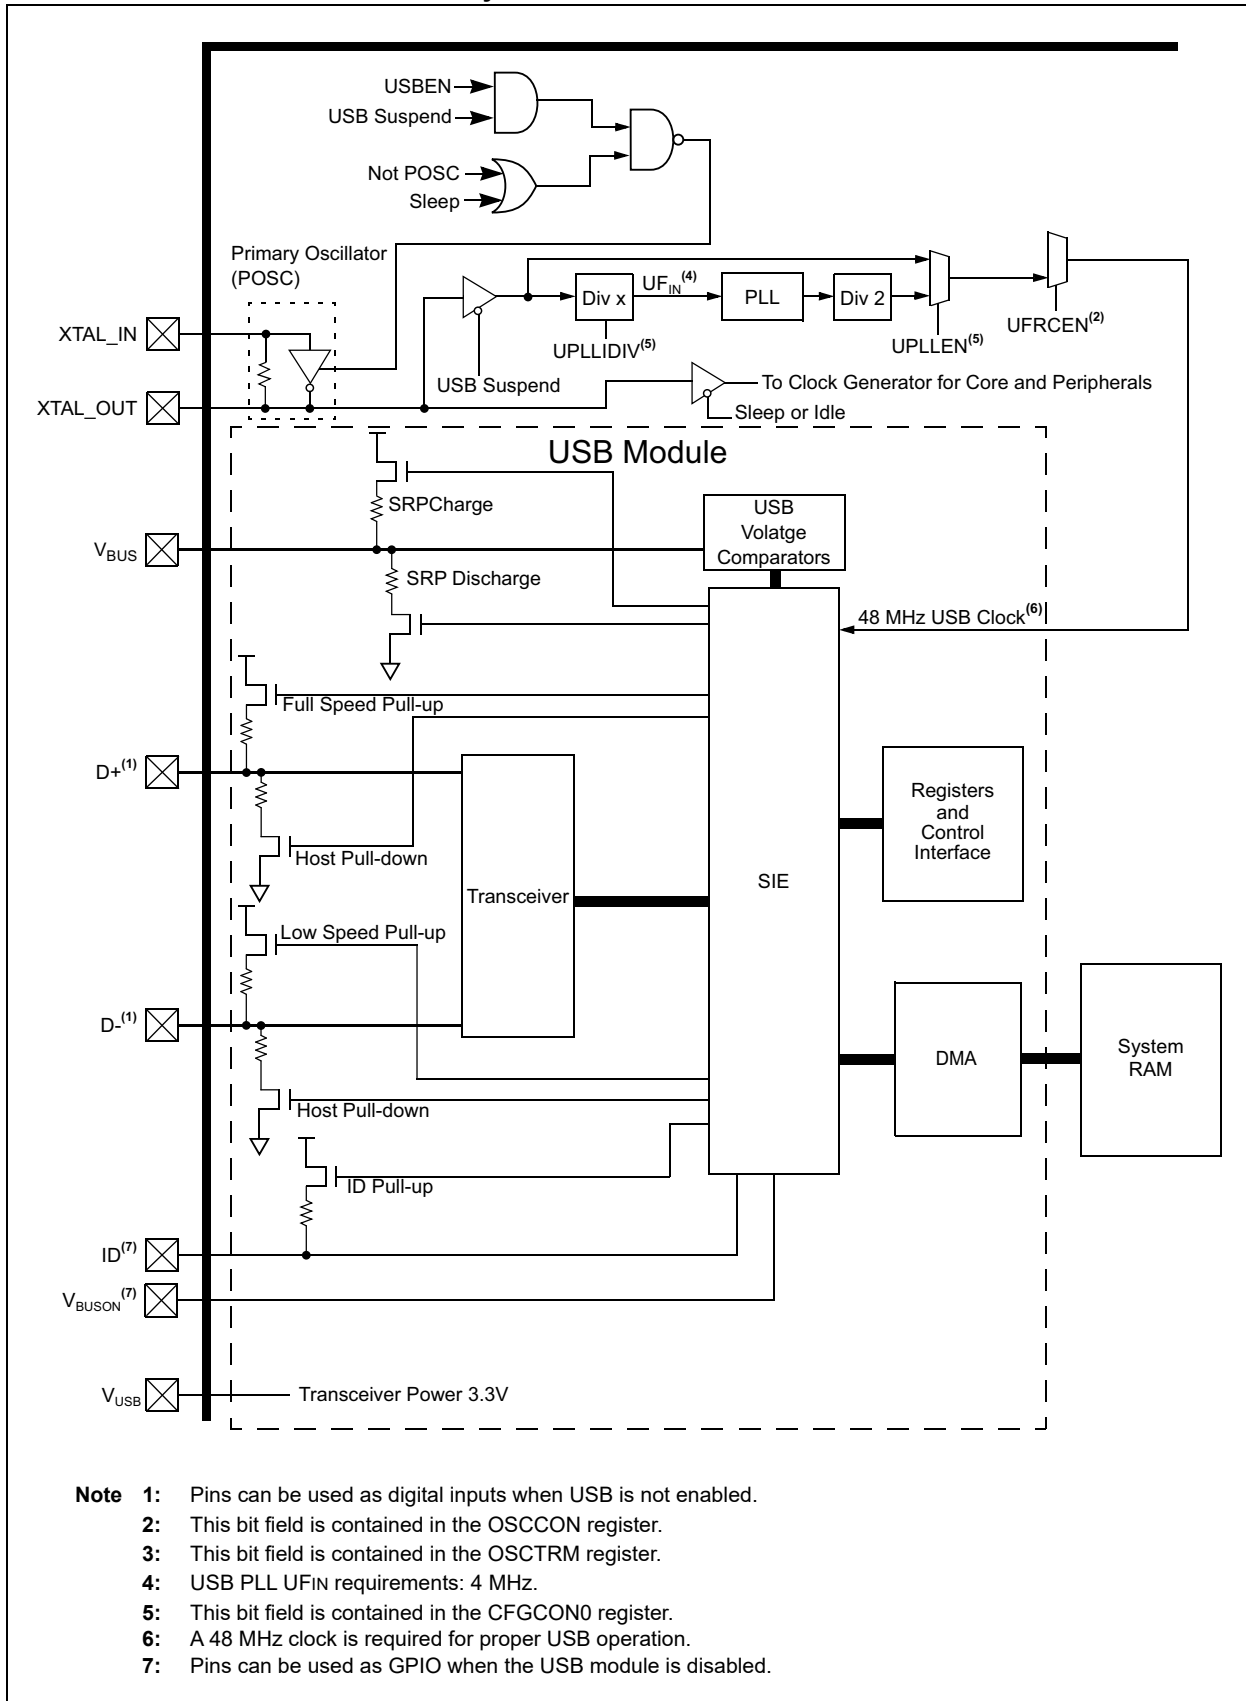 USBEN
USB Suspend
Not POSC
Sleep
Primary Oscillator
(POSC)
UFIN(4)
Div x
PLL
Div 2
UFRCEN(2)
XTAL_IN
UPLLIDIV(5)
UPLLEN(5)
USB Suspend
To Clock Generator for Core and Peripherals
XTAL_OUT
Sleep or Idle
USB Module
SRPCharge
USB
Volatge
Comparators
VBUS
SRP Discharge
48 MHz USB Clock(6)
Full Speed Pull-up
D+(1)
Registers
and
Control
Interface
Host Pull-down
SIE
Transceiver
Low Speed Pull-up
D-(1)
DMA
System
RAM
Host Pull-down
ID Pull-up
ID(7)
VBUSON(7)
VUSB
Transceiver Power 3.3V
Note 1: Pins can be used as digital inputs when USB is not enabled.
2: This bit field is contained in the OSCCON register.
3: This bit field is contained in the OSCTRM register.
4: USB PLL UFIN requirements: 4 MHz.
5: This bit field is contained in the CFGCON0 register.
6: A 48 MHz clock is required for proper USB operation.
7: Pins can be used as GPIO when the USB module is disabled.